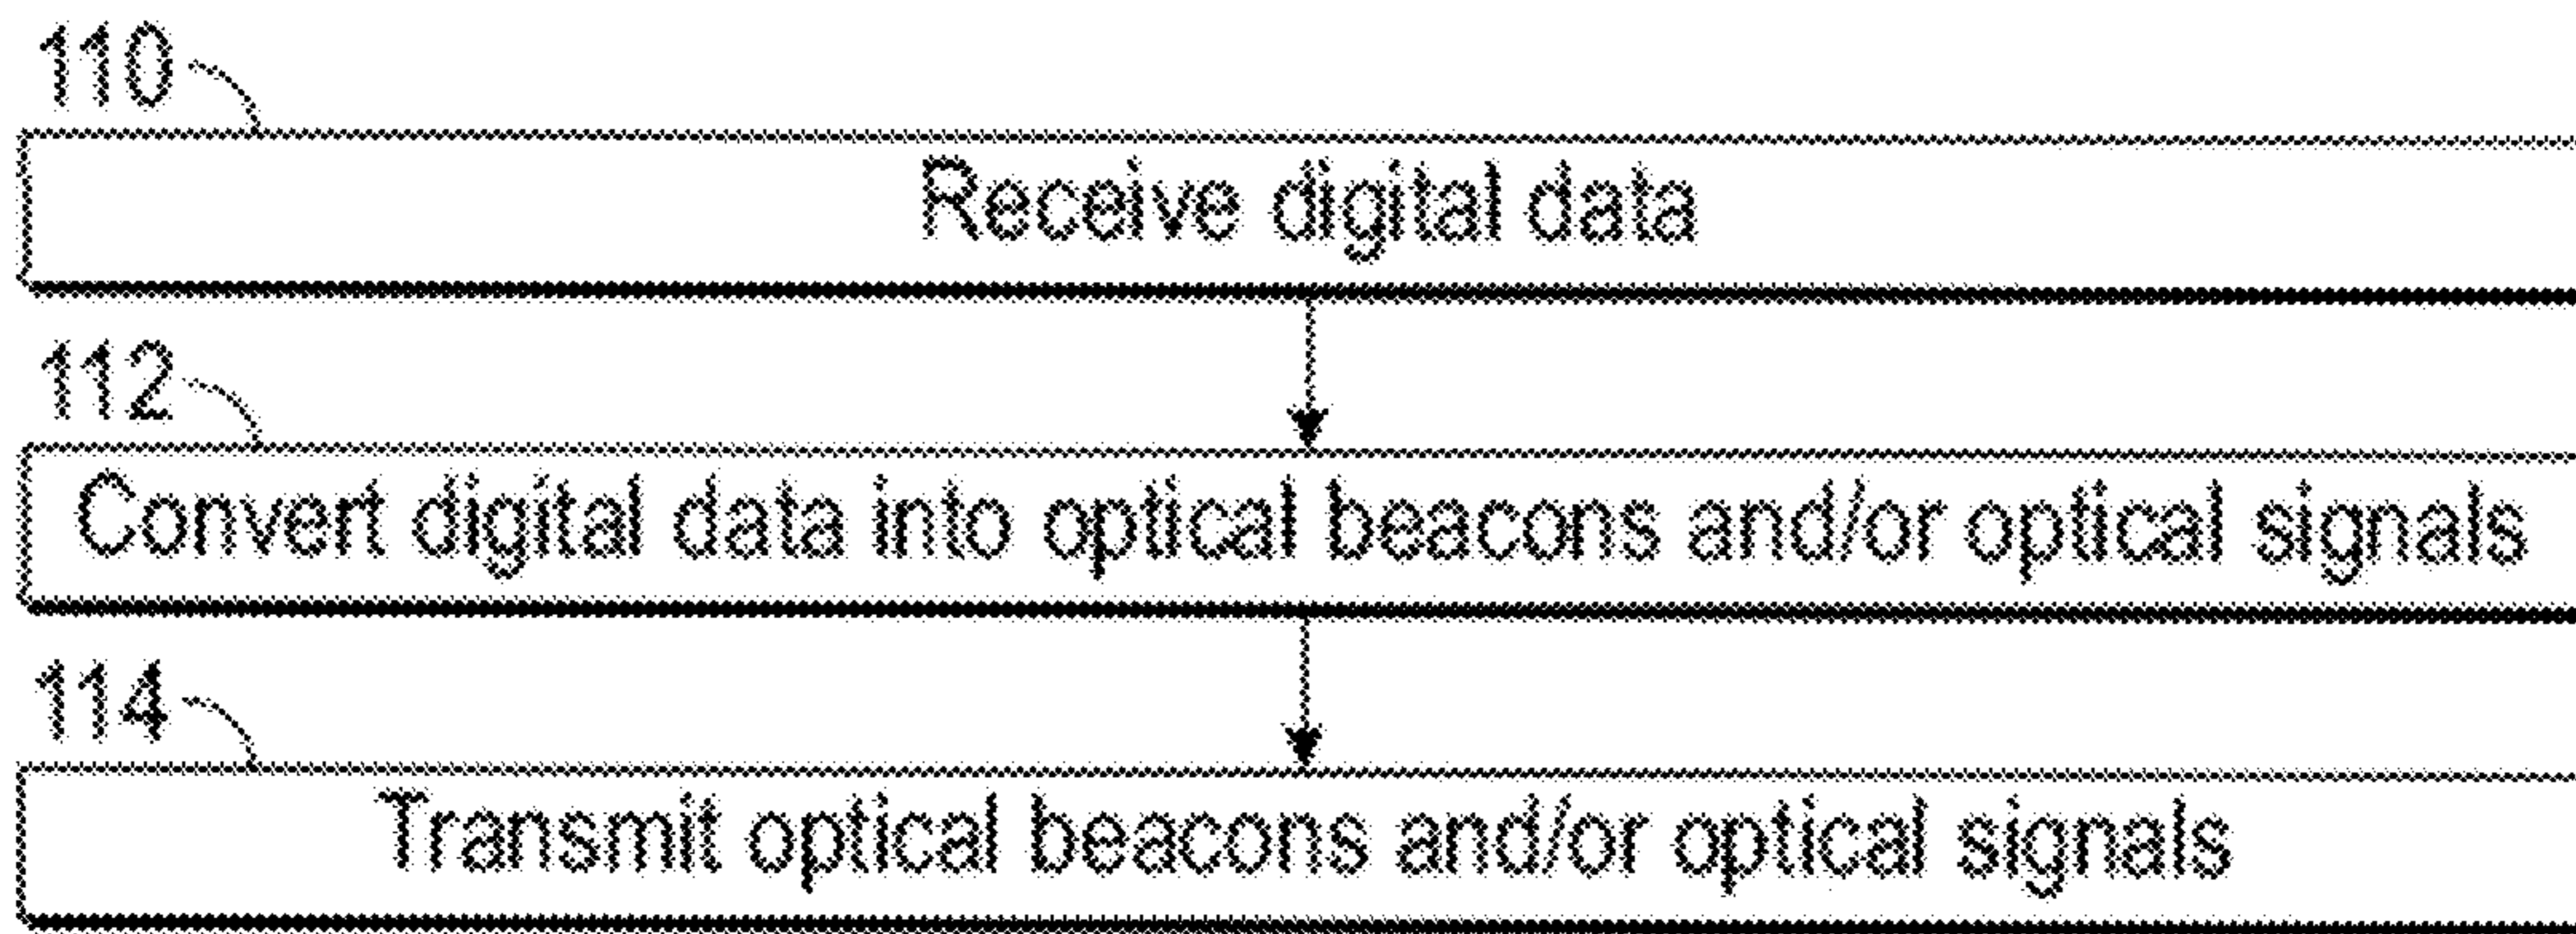 110
Receive digital data
112
Convert digital data into optical beacons and/or optical signals
114
Transmit optical beacons and/or optical signals